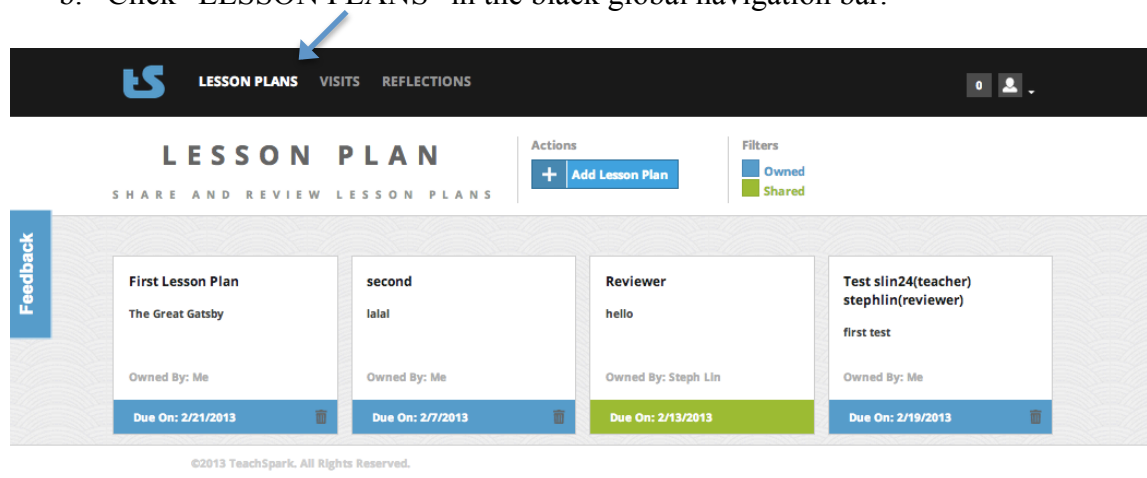 b. Click "LESSON PLANS" in the black global navigation bar.
ts LESSON PLANS VISITS REFLECTIONS 0
LESSON PLAN
SHARE AND REVIEW LESSON PLANS
Actions
+ Add Lesson Plan
Filters
Owned
Shared
Feedback
First Lesson Plan
The Great Gatsby
Owned By: Me
Due On: 2/21/2013
second
lalal
Owned By: Me
Due On: 2/7/2013
Reviewer
hello
Owned By: Steph Lin
Due On: 2/13/2013
Test slin24(teacher)
stephlin(reviewer)
first test
Owned By: Me
Due On: 2/19/2013
©2013 TeachSpark. All Rights Reserved.